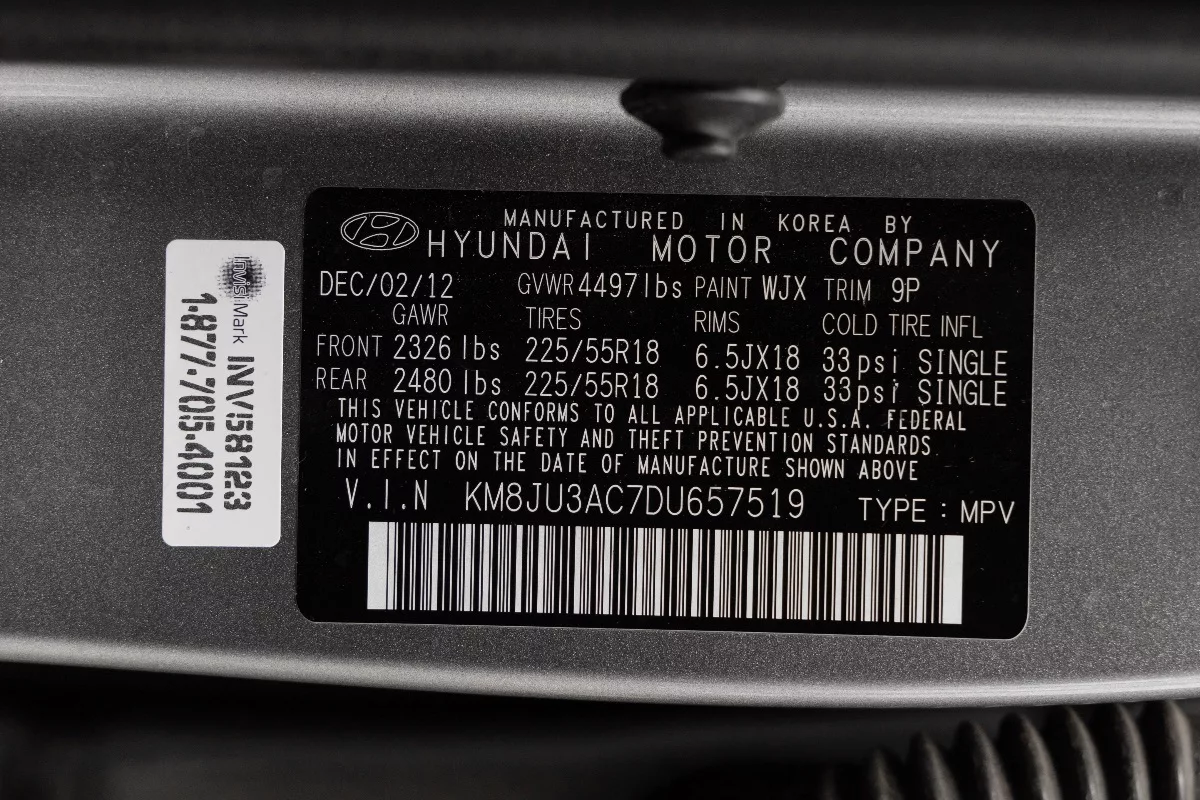 MANUFACTURED IN KOREA BY
HYUNDAI MOTOR COMPANY
DEC/02/12 GVWR 4497lbs PAINT WJX TRIM 9P
GAWR TIRES RIMS COLD TIRE INFL
FRONT 2326 lbs 225/55R18 6.5JX18 33psi SINGLE
REAR 2480 lbs 225/55R18 6.5JX18 33psi SINGLE
THIS VEHICLE CONFORMS TO ALL APPLICABLE U.S.A. FEDERAL
MOTOR VEHICLE SAFETY AND THEFT PREVENTION STANDARDS
IN EFFECT ON THE DATE OF MANUFACTURE SHOWN ABOVE
V.I.N KM8JU3AC7DU657519 TYPE : MPV
InvisiMark INV58123
1-877-705-4001